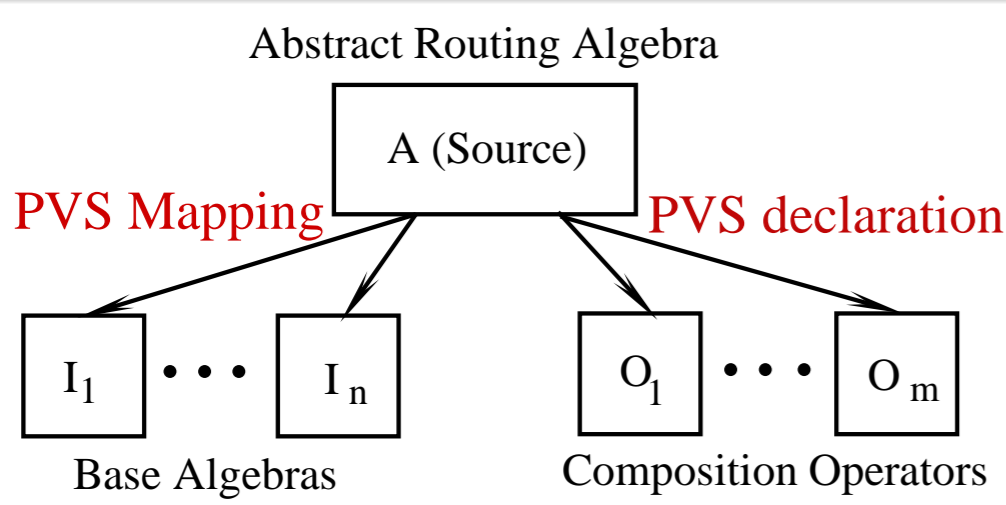 Abstract Routing Algebra
A (Source)
PVS Mapping
PVS declaration
I1 • • • I n
O1 • • • O m
Base Algebras
Composition Operators